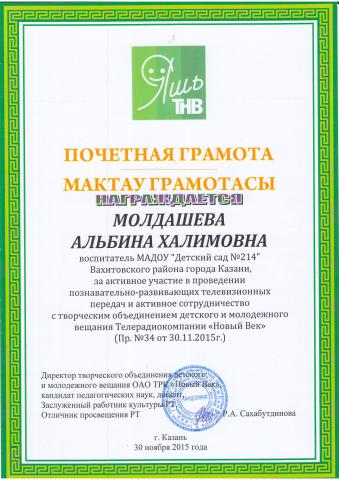 Яшь
ТНВ
ПОЧЕТНАЯ ГРАМОТА
МАКТАУ ГРАМОТАСЫ
НАГРАЖДАЕТСЯ
МОЛДАШЕВА
АЛЬБИНА ХАЛИМОВНА
воспитатель МАДОУ "Детский сад №214"
Вахитовского района города Казани,
за активное участие в проведении
познавательно-развивающих телевизионных
передач и активное сотрудничество
с творческим объединением детского и молодежного
вещания Телерадиокомпании «Новый Век»
(Пр. №34 от 30.11.2015г.)
Директор творческого объединения детского
и молодежного вещания ОАО ТРК «Новый Век»,
кандидат педагогических наук, доцент
Заслуженный работник культуры РТ
Отличник просвещения РТ Р.А. Сахабутдинова
г. Казань
30 ноября 2015 года